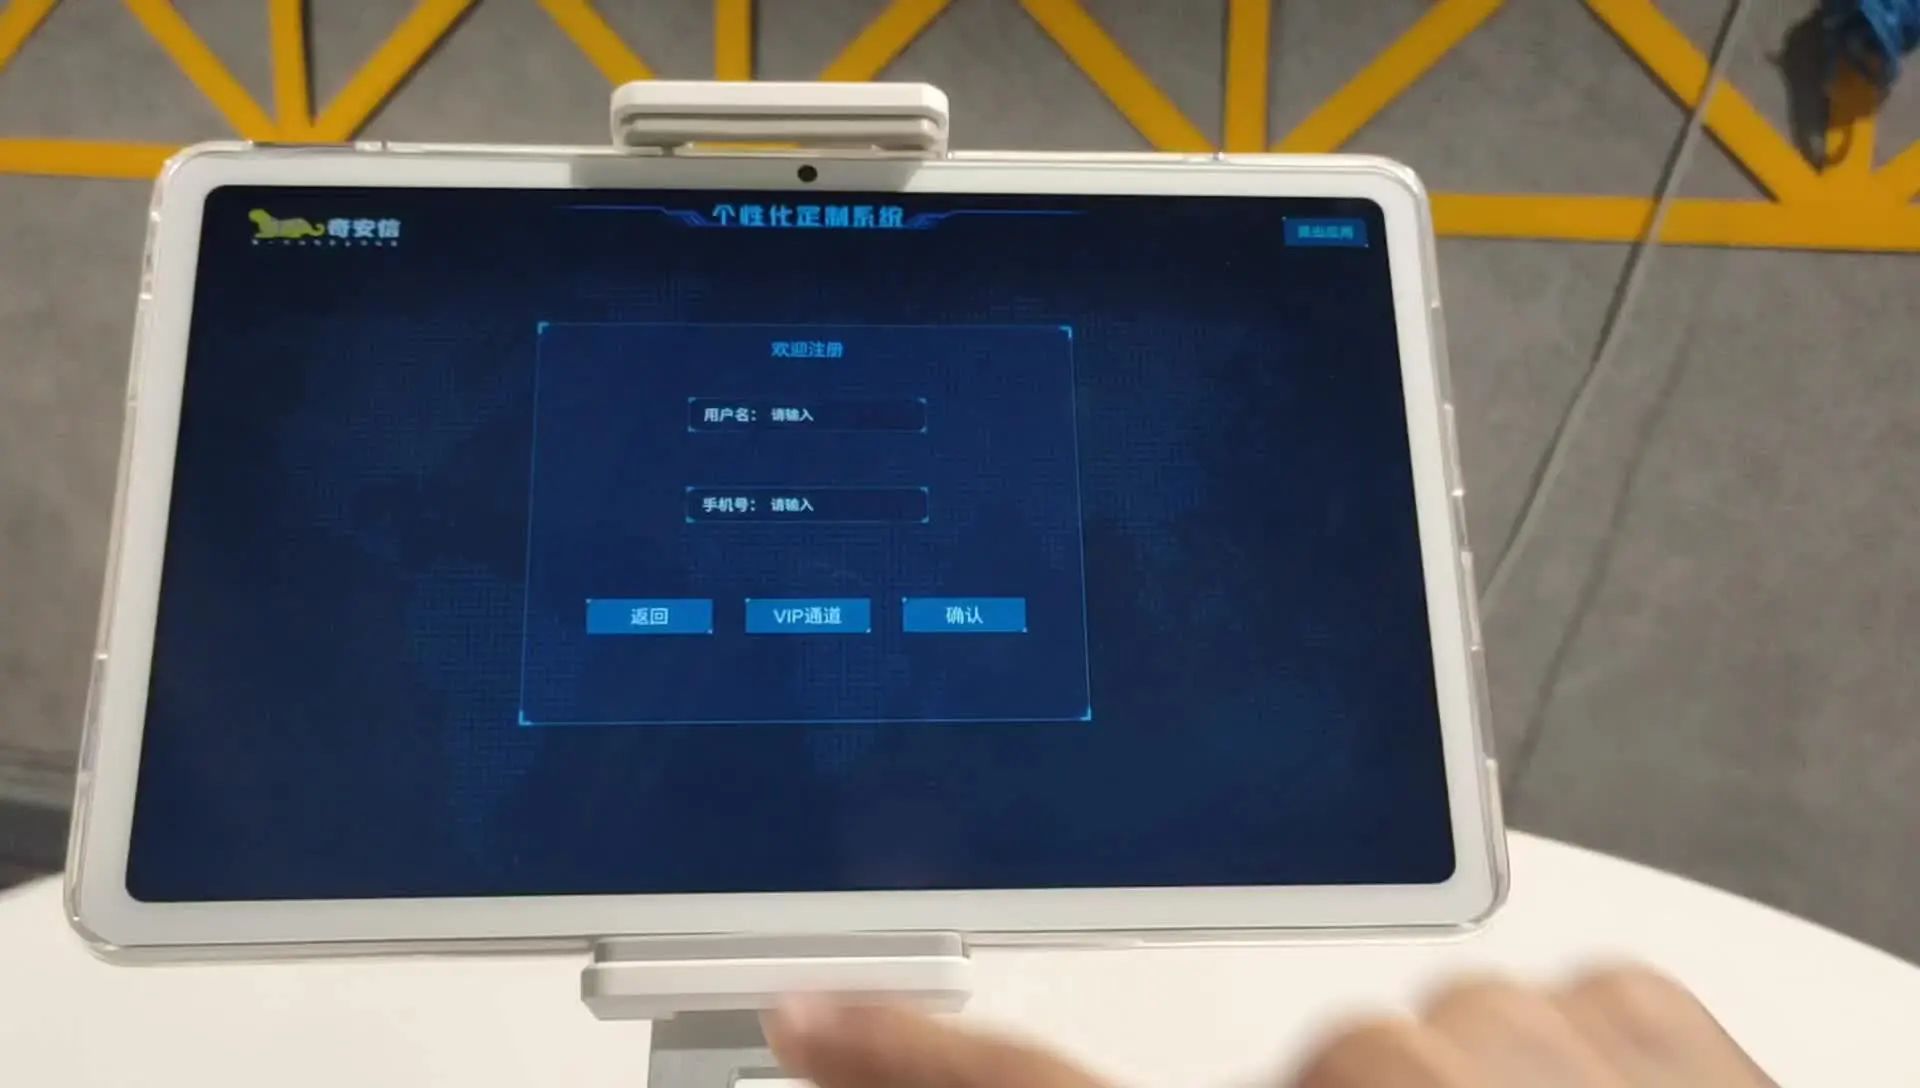 奇安信
个性化定制系统
退出应用
欢迎注册
用户名： 请输入
手机号： 请输入
返回
VIP通道
确认